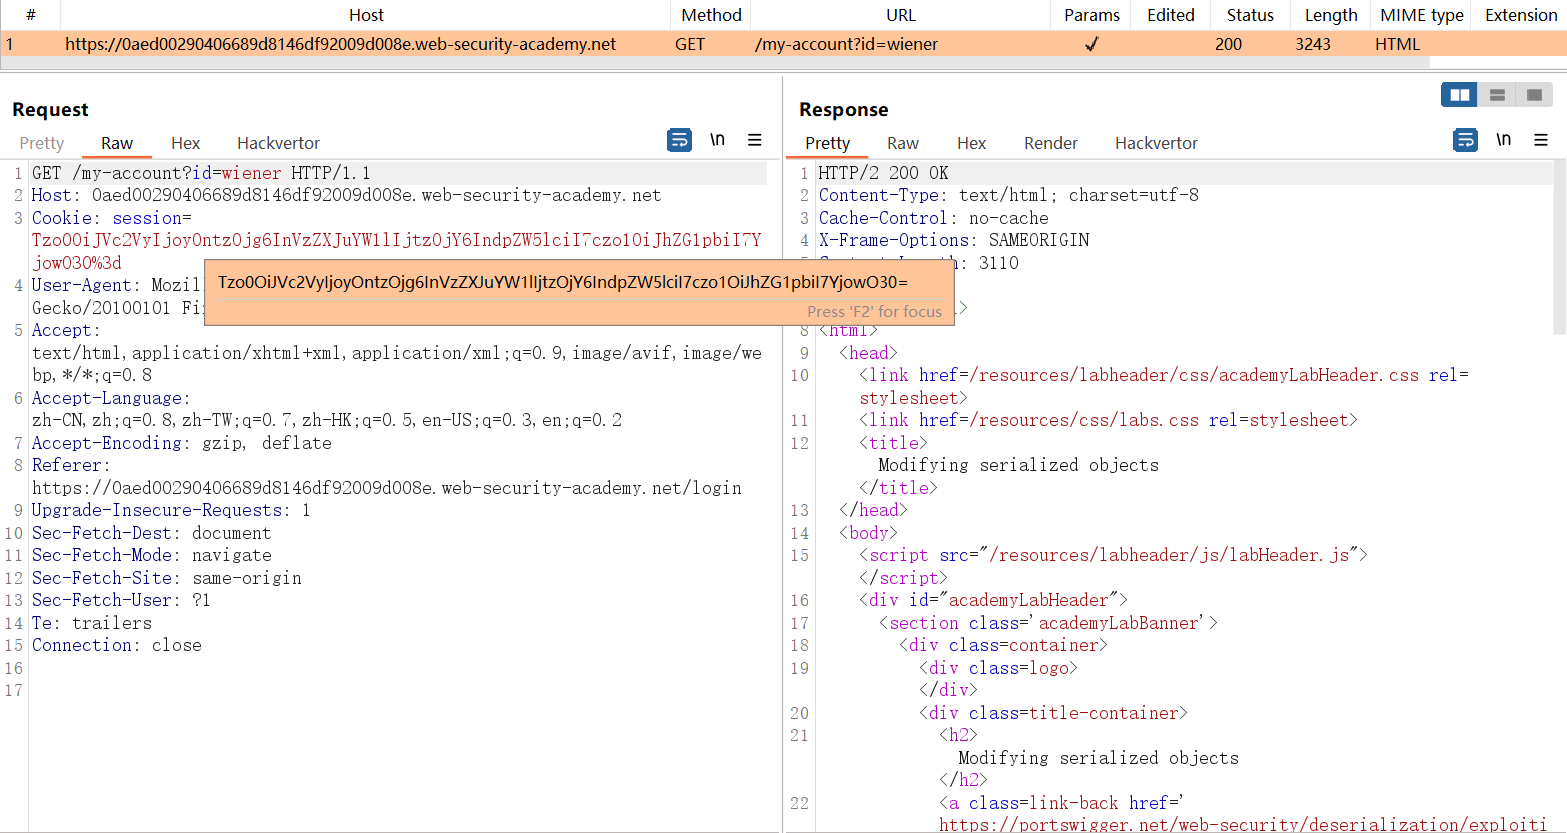 # Host Method URL Params Edited Status Length MIME type Extension
1 https://0aed00290406689d8146df92009d008e.web-security-academy.net GET /my-account?id=wiener ✓ 200 3243 HTML
Request
Pretty Raw Hex Hackvertor \n
1 GET /my-account?id=wiener HTTP/1.1
2 Host: 0aed00290406689d8146df92009d008e.web-security-academy.net
3 Cookie: session=
Tzo0OiJVc2VyIjoyOntzOjg6InVzZXJuYW1lIjtzOjY6IndpZW5lciI7czo1OiJhZG1pbiI7Y
jowO30%3d
Tzo0OiJVc2VyIjoyOntzOjg6InVzZXJuYW1lIjtzOjY6IndpZW5lciI7czo1OiJhZG1pbiI7YjowO30=
Press 'F2' for focus
4 User-Agent: Mozil
Gecko/20100101 Fi
5 Accept:
text/html,application/xhtml+xml,application/xml;q=0.9,image/avif,image/we
bp,*/*;q=0.8
6 Accept-Language:
zh-CN,zh;q=0.8,zh-TW;q=0.7,zh-HK;q=0.5,en-US;q=0.3,en;q=0.2
7 Accept-Encoding: gzip, deflate
8 Referer:
https://0aed00290406689d8146df92009d008e.web-security-academy.net/login
9 Upgrade-Insecure-Requests: 1
10 Sec-Fetch-Dest: document
11 Sec-Fetch-Mode: navigate
12 Sec-Fetch-Site: same-origin
13 Sec-Fetch-User: ?1
14 Te: trailers
15 Connection: close
16
17
Response
Pretty Raw Hex Render Hackvertor \n
1 HTTP/2 200 OK
2 Content-Type: text/html; charset=utf-8
3 Cache-Control: no-cache
4 X-Frame-Options: SAMEORIGIN
3110
>
8 <html>
9 <head>
10 <link href=/resources/labheader/css/academyLabHeader.css rel=
stylesheet>
11 <link href=/resources/css/labs.css rel=stylesheet>
12 <title>
Modifying serialized objects
</title>
13 </head>
14 <body>
15 <script src="/resources/labheader/js/labHeader.js">
</script>
16 <div id="academyLabHeader">
17 <section class='academyLabBanner'>
18 <div class=container>
19 <div class=logo>
</div>
20 <div class=title-container>
21 <h2>
Modifying serialized objects
</h2>
22 <a class=link-back href='
https://portswigger.net/web-security/deserialization/exploiti